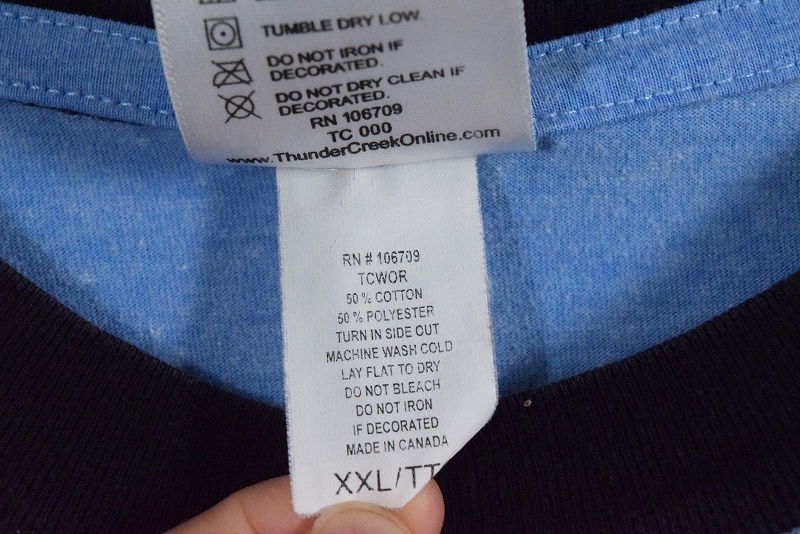 TUMBLE DRY LOW.
DO NOT IRON IF
DECORATED.
DO NOT DRY CLEAN IF
DECORATED.
RN 106709
TC 000
www.ThunderCreekOnline.com
RN # 106709
TCWOR
50 % COTTON
50 % POLYESTER
TURN IN SIDE OUT
MACHINE WASH COLD
LAY FLAT TO DRY
DO NOT BLEACH
DO NOT IRON
IF DECORATED
MADE IN CANADA
XXL/TT